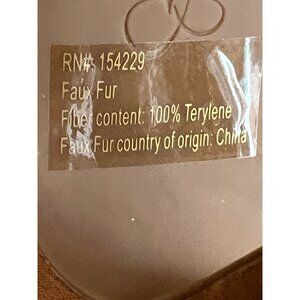 RN#: 154229
Faux Fur
Fiber content: 100% Terylene
Faux Fur country of origin: China